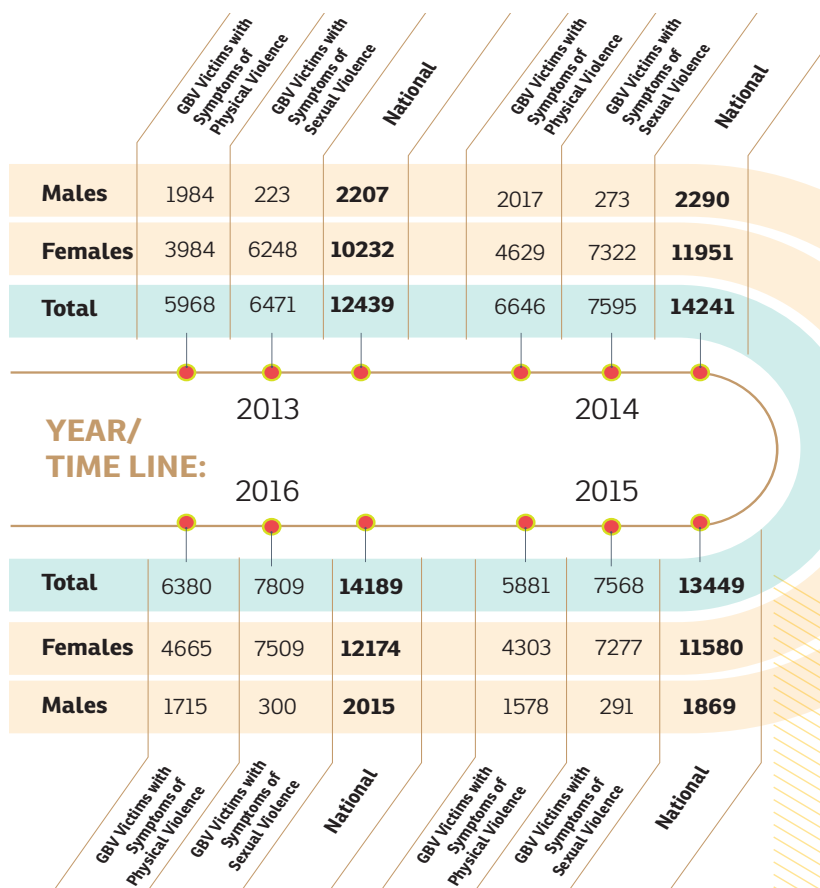 GBV Victims with
Symptoms of
Physical Violence
GBV Victims with
Symptoms of
Sexual Violence
National
GBV Victims with
Symptoms of
Physical Violence
GBV Victims with
Symptoms of
Sexual Violence
National
Males 1984 223 2207 2017 273 2290
Females 3984 6248 10232 4629 7322 11951
Total 5968 6471 12439 6646 7595 14241
2013 2014
YEAR/
TIME LINE:
2016 2015
Total 6380 7809 14189 5881 7568 13449
Females 4665 7509 12174 4303 7277 11580
Males 1715 300 2015 1578 291 1869
GBV Victims with
Symptoms of
Physical Violence
GBV Victims with
Symptoms of
Sexual Violence
National
GBV Victims with
Symptoms of
Physical Violence
GBV Victims with
Symptoms of
Sexual Violence
National